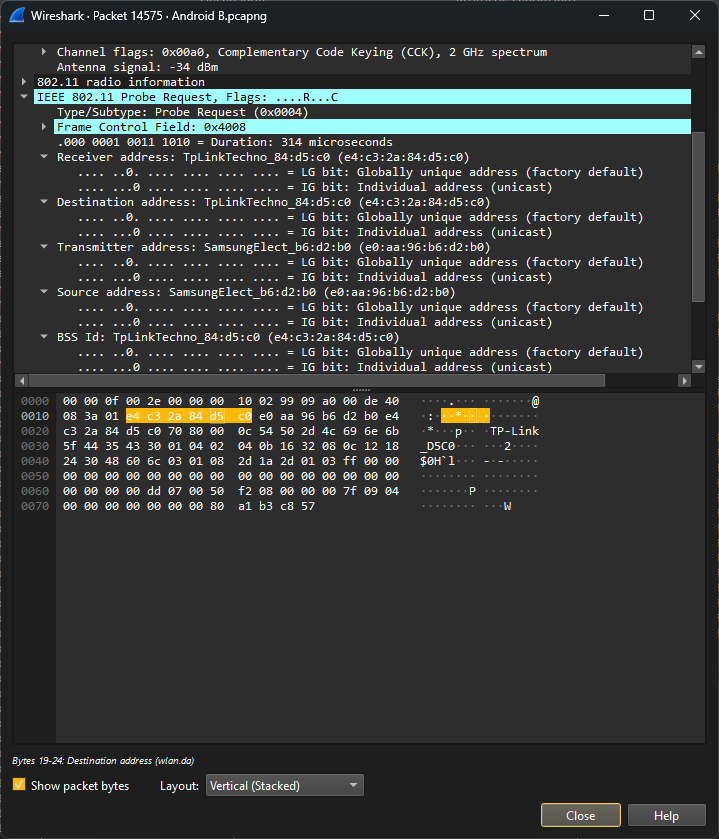 Wireshark · Packet 14575 · Android B.pcapng
Channel flags: 0x00a0, Complementary Code Keying (CCK), 2 GHz spectrum
Antenna signal: -34 dBm
802.11 radio information
IEEE 802.11 Probe Request, Flags: ....R...C
Type/Subtype: Probe Request (0x0004)
Frame Control Field: 0x4008
.000 0001 0011 1010 = Duration: 314 microseconds
Receiver address: TpLinkTechno_84:d5:c0 (e4:c3:2a:84:d5:c0)
.... ..0. .... .... .... .... = LG bit: Globally unique address (factory default)
.... ...0 .... .... .... .... = IG bit: Individual address (unicast)
Destination address: TpLinkTechno_84:d5:c0 (e4:c3:2a:84:d5:c0)
.... ..0. .... .... .... .... = LG bit: Globally unique address (factory default)
.... ...0 .... .... .... .... = IG bit: Individual address (unicast)
Transmitter address: SamsungElect_b6:d2:b0 (e0:aa:96:b6:d2:b0)
.... ..0. .... .... .... .... = LG bit: Globally unique address (factory default)
.... ...0 .... .... .... .... = IG bit: Individual address (unicast)
Source address: SamsungElect_b6:d2:b0 (e0:aa:96:b6:d2:b0)
.... ..0. .... .... .... .... = LG bit: Globally unique address (factory default)
.... ...0 .... .... .... .... = IG bit: Individual address (unicast)
BSS Id: TpLinkTechno_84:d5:c0 (e4:c3:2a:84:d5:c0)
.... ..0. .... .... .... .... = LG bit: Globally unique address (factory default)
.... ...0 .... .... .... .... = IG bit: Individual address (unicast)
0000 00 00 0f 00 2e 00 00 00 10 02 99 09 a0 00 de 40 ····.··· ·······@
0010 08 3a 01 e4 c3 2a 84 d5 c0 e0 aa 96 b6 d2 b0 e4 ·:···*·· ········
0020 c3 2a 84 d5 c0 70 80 00 0c 54 50 2d 4c 69 6e 6b ·*···p·· ·TP-Link
0030 5f 44 35 43 30 01 04 02 04 0b 16 32 08 0c 12 18 _D5C0··· ···2····
0040 24 30 48 60 6c 03 01 08 2d 1a 2d 01 03 ff 00 00 $0H`l··· -·-·····
0050 00 00 00 00 00 00 00 00 00 00 00 00 00 00 00 00 ········ ········
0060 00 00 00 00 dd 07 00 50 f2 08 00 00 00 7f 09 04 ·······P ········
0070 00 00 00 00 00 00 00 80 a1 b3 c8 57 ········ ···W
Bytes 19-24: Destination address (wlan.da)
Show packet bytes Layout: Vertical (Stacked)
Close Help